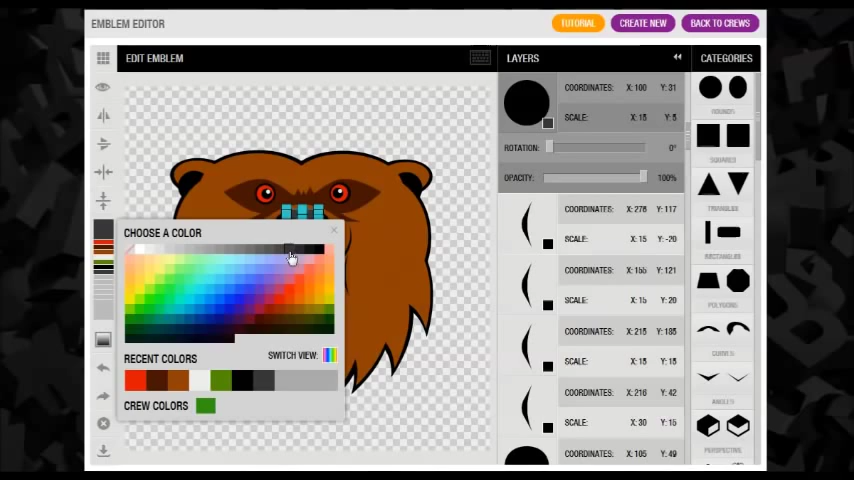 EMBLEM EDITOR
TUTORIAL
CREATE NEW
BACK TO CREWS
EDIT EMBLEM
LAYERS
CATEGORIES
COORDINATES: X: 100 Y: 31
SCALE: X: 15 Y: 5
ROTATION: 0°
OPACITY: 100%
COORDINATES: X: 276 Y: 117
SCALE: X: 15 Y: -20
COORDINATES: X: 155 Y: 121
SCALE: X: 15 Y: 20
COORDINATES: X: 215 Y: 185
SCALE: X: 15 Y: 15
COORDINATES: X: 216 Y: 42
SCALE: X: 30 Y: 15
COORDINATES: X: 105 Y: 49
ROUNDS
SQUARES
TRIANGLES
RECTANGLES
POLYGONS
CURVES
ANGLES
PERSPECTIVE
CHOOSE A COLOR
SWITCH VIEW:
RECENT COLORS
CREW COLORS